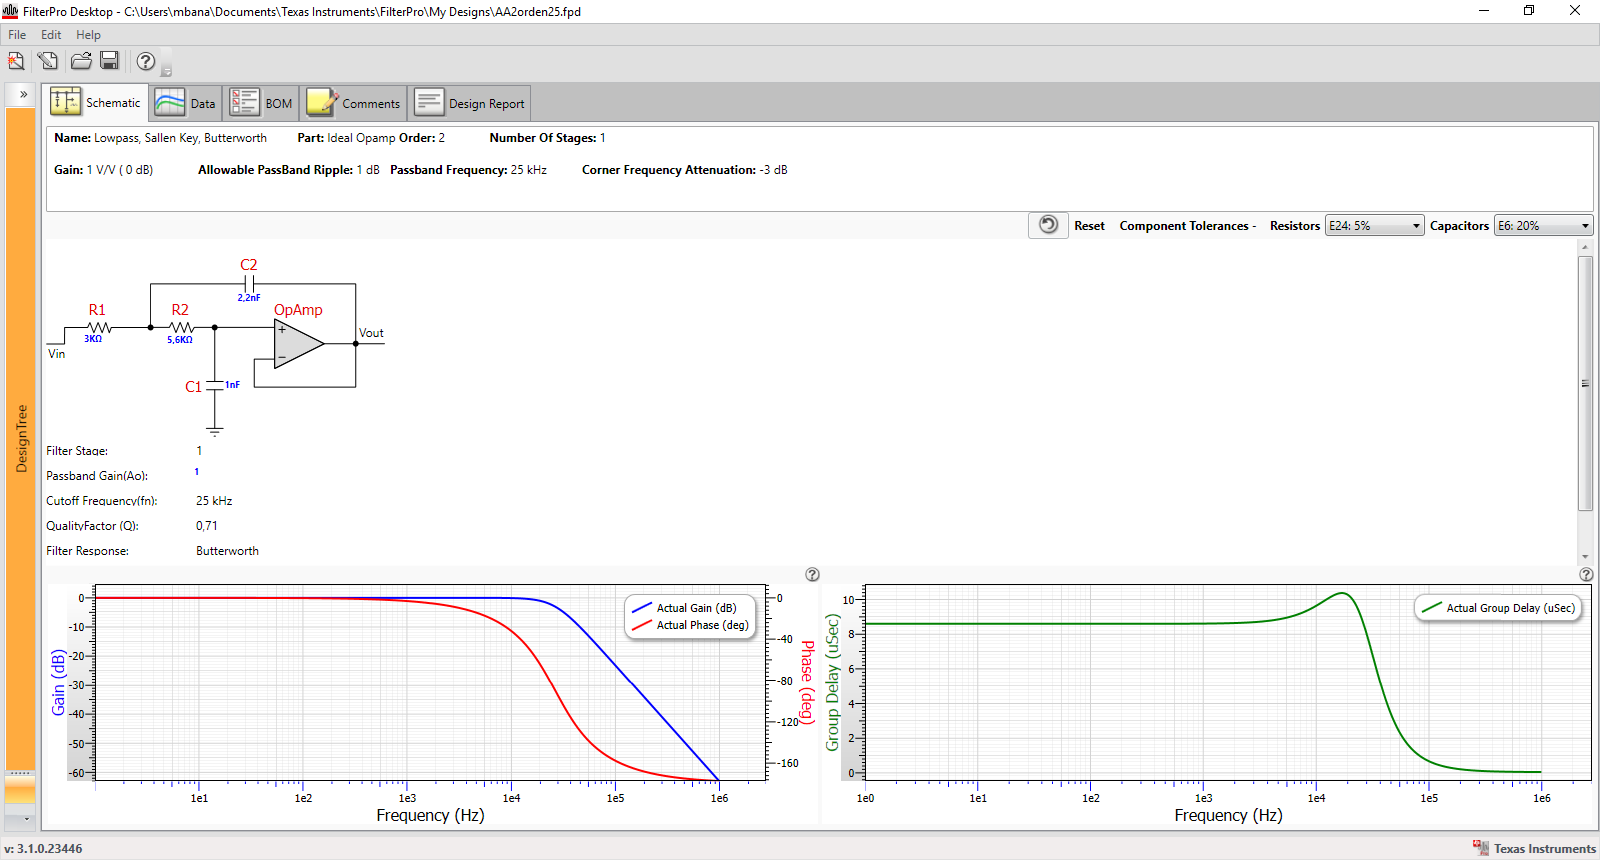 FilterPro Desktop - C:\Users\mbana\Documents\Texas Instruments\FilterPro\My Designs\AA2orden25.fpd
File Edit Help
»
Schematic Data BOM Comments Design Report
Name: Lowpass, Sallen Key, Butterworth Part: Ideal Opamp Order: 2 Number Of Stages: 1
Gain: 1 V/V ( 0 dB) Allowable PassBand Ripple: 1 dB Passband Frequency: 25 kHz Corner Frequency Attenuation: -3 dB
Reset Component Tolerances - Resistors E24: 5% Capacitors E6: 20%
DesignTree
C2
2,2nF
R1 R2 OpAmp
3KΩ 5,6KΩ
+
−
Vin
Vout
C1 1nF
Filter Stage: 1
Passband Gain(Ao): 1
Cutoff Frequency(fn): 25 kHz
QualityFactor (Q): 0,71
Filter Response: Butterworth
Gain (dB)
0
-10
-20
-30
-40
-50
-60
Actual Gain (dB)
Actual Phase (deg)
0
-40
-80
-120
-160
Phase (deg)
1e1 1e2 1e3 1e4 1e5 1e6
Frequency (Hz)
Group Delay (uSec)
10
8
6
4
2
0
Actual Group Delay (uSec)
1e0 1e1 1e2 1e3 1e4 1e5 1e6
Frequency (Hz)
v: 3.1.0.23446
Texas Instruments